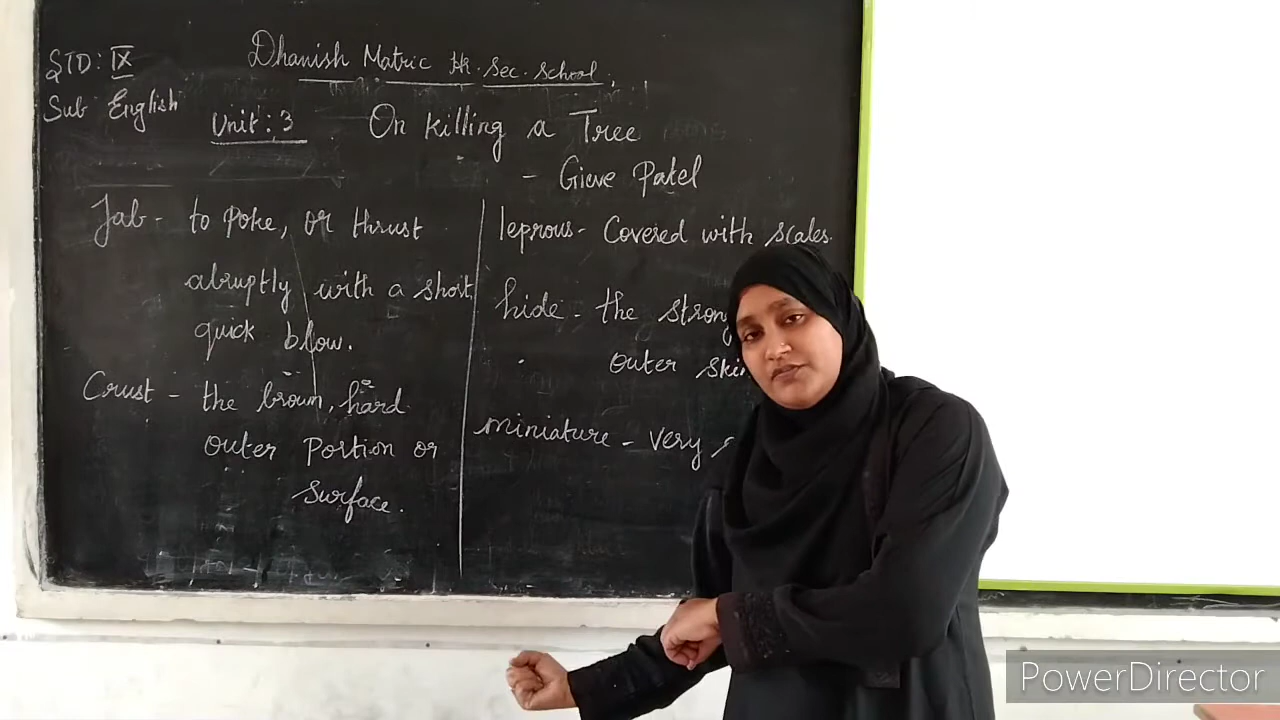 STD: IX
Dhanish Matric Hr. Sec. School,
Sub English
Unit: 3 On killing a Tree
- Gieve Patel
Jab - to poke, or thrust
abruptly with a short
quick blow.
Crust - the brown, hard
outer portion or
surface.
leprous - Covered with scales.
hide - the strong
outer skin
miniature - very
PowerDirector